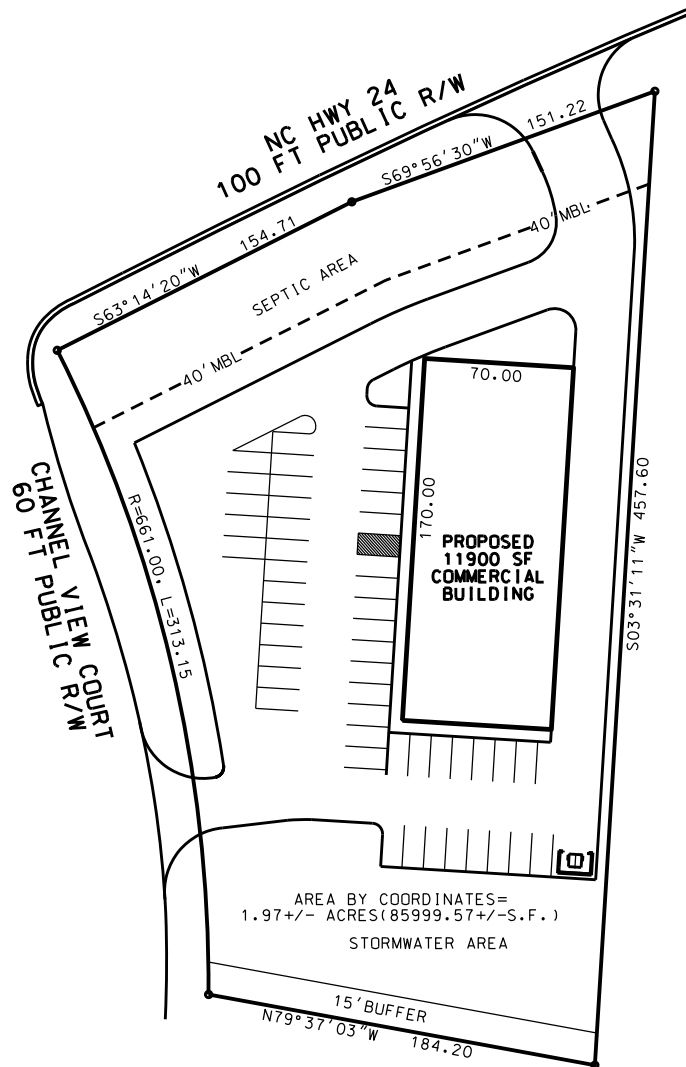 NC HWY 24
100 FT PUBLIC R/W
151.22
S69°56'30"W
154.71
S63°14'20"W
40'MBL
SEPTIC AREA
40'MBL
70.00
170.00
PROPOSED
11900 SF
COMMERCIAL
BUILDING
CHANNEL VIEW COURT
60 FT PUBLIC R/W
R=661.00, L=313.15
S03°31'11"W 457.60
AREA BY COORDINATES=
1.97+/- ACRES(85999.57+/-S.F.)
STORMWATER AREA
15'BUFFER
N79°37'03"W 184.20